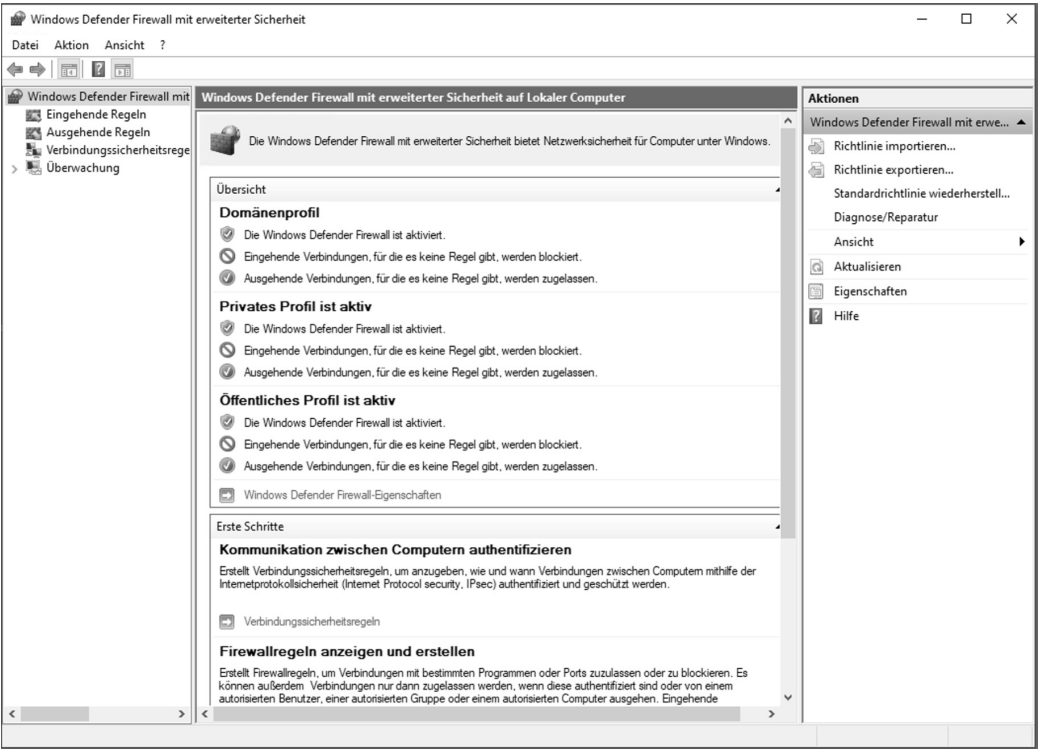 Windows Defender Firewall mit erweiterter Sicherheit
Datei Aktion Ansicht ?
Windows Defender Firewall mit
Eingehende Regeln
Ausgehende Regeln
Verbindungssicherheitsrege
Überwachung
Windows Defender Firewall mit erweiterter Sicherheit auf Lokaler Computer
Die Windows Defender Firewall mit erweiterter Sicherheit bietet Netzwerksicherheit für Computer unter Windows.
Übersicht
Domänenprofil
Die Windows Defender Firewall ist aktiviert.
Eingehende Verbindungen, für die es keine Regel gibt, werden blockiert.
Ausgehende Verbindungen, für die es keine Regel gibt, werden zugelassen.
Privates Profil ist aktiv
Die Windows Defender Firewall ist aktiviert.
Eingehende Verbindungen, für die es keine Regel gibt, werden blockiert.
Ausgehende Verbindungen, für die es keine Regel gibt, werden zugelassen.
Öffentliches Profil ist aktiv
Die Windows Defender Firewall ist aktiviert.
Eingehende Verbindungen, für die es keine Regel gibt, werden blockiert.
Ausgehende Verbindungen, für die es keine Regel gibt, werden zugelassen.
Windows Defender Firewall-Eigenschaften
Erste Schritte
Kommunikation zwischen Computern authentifizieren
Erstellt Verbindungssicherheitsregeln, um anzugeben, wie und wann Verbindungen zwischen Computern mithilfe der
Internetprotokollsicherheit (Internet Protocol security, IPsec) authentifiziert und geschützt werden.
Verbindungssicherheitsregeln
Firewallregeln anzeigen und erstellen
Erstellt Firewallregeln, um Verbindungen mit bestimmten Programmen oder Ports zuzulassen oder zu blockieren. Es
können außerdem Verbindungen nur dann zugelassen werden, wenn diese authentifiziert sind oder von einem
autorisierten Benutzer, einer autorisierten Gruppe oder einem autorisierten Computer ausgehen. Eingehende
Aktionen
Windows Defender Firewall mit erwe...
Richtlinie importieren...
Richtlinie exportieren...
Standardrichtlinie wiederherstell...
Diagnose/Reparatur
Ansicht
Aktualisieren
Eigenschaften
Hilfe